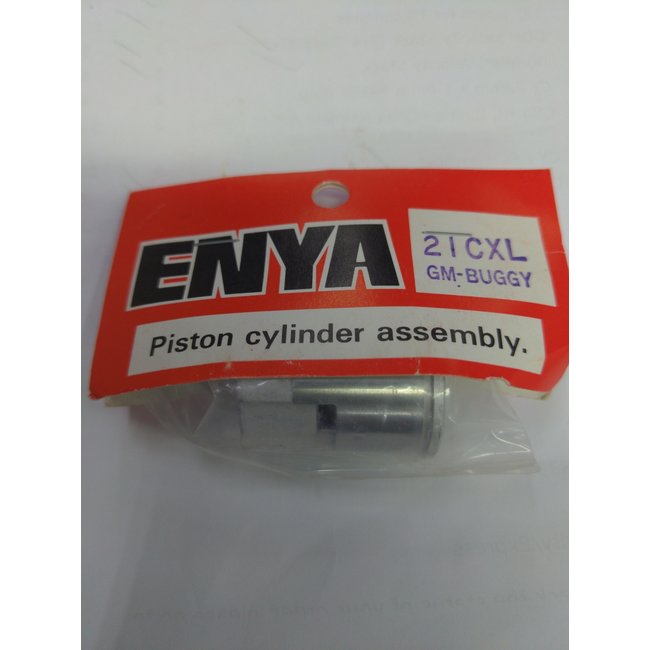 ENYA
21CXL
GM-BUGGY
Piston cylinder assembly.